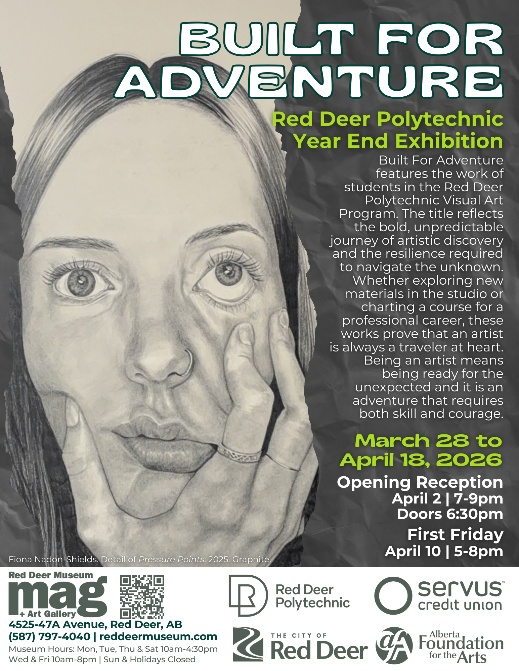 BUILT FOR
ADVENTURE
Red Deer Polytechnic
Year End Exhibition
Built For Adventure
features the work of
students in the Red Deer
Polytechnic Visual Art
Program. The title reflects
the bold, unpredictable
journey of artistic discovery
and the resilience required
to navigate the unknown.
Whether exploring new
materials in the studio or
charting a course for a
professional career, these
works prove that an artist
is always a traveler at heart.
Being an artist means
being ready for the
unexpected and it is an
adventure that requires
both skill and courage.
March 28 to
April 18, 2026
Opening Reception
April 2 | 7-9pm
Doors 6:30pm
First Friday
April 10 | 5-8pm
Fiona Napon-Shields, Detail of Pressure Points, 2025, Graphite
Red Deer Museum
mag
+ Art Gallery
4525-47A Avenue, Red Deer, AB
(587) 797-4040 | reddeermuseum.com
Museum Hours: Mon, Tue, Thu & Sat 10am-4:30pm
Wed & Fri 10am-8pm | Sun & Holidays Closed
Red Deer
Polytechnic
servus
credit union
THE CITY OF
Red Deer
Alberta
Foundation
for the Arts